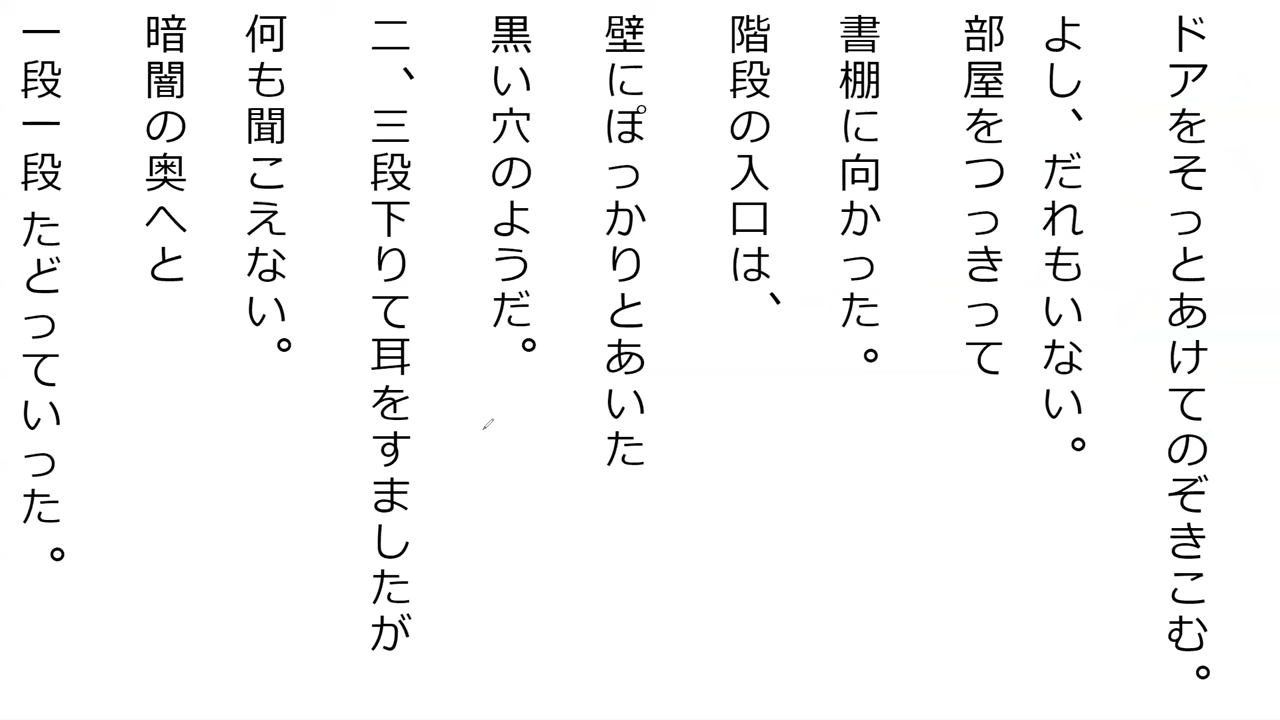 ドアをそっとあけてのぞきこむ。
よし、だれもいない。
部屋をつっきって
書棚に向かった。
階段の入口は、
壁にぽっかりとあいた
黒い穴のようだ。
二、三段下りて耳をすましたが
何も聞こえない。
暗闇の奥へと
一段一段たどっていった。